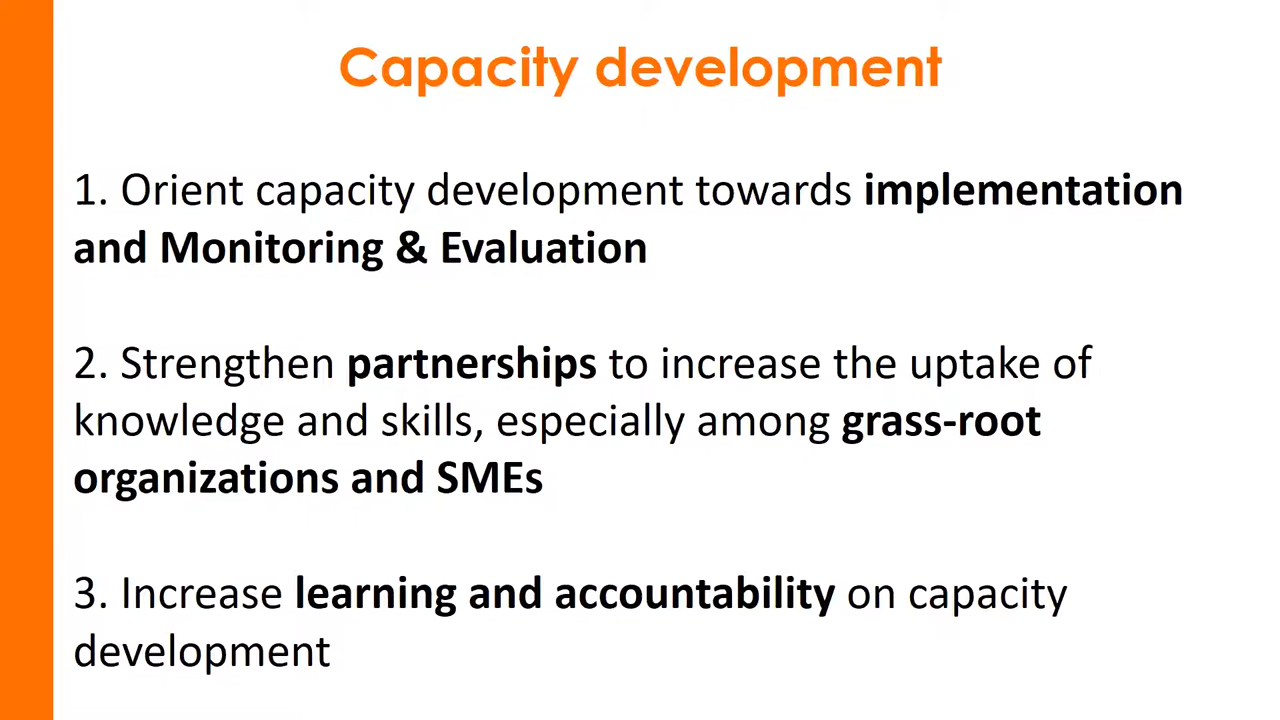 Capacity development
1. Orient capacity development towards implementation
and Monitoring & Evaluation
2. Strengthen partnerships to increase the uptake of
knowledge and skills, especially among grass-root
organizations and SMEs
3. Increase learning and accountability on capacity
development